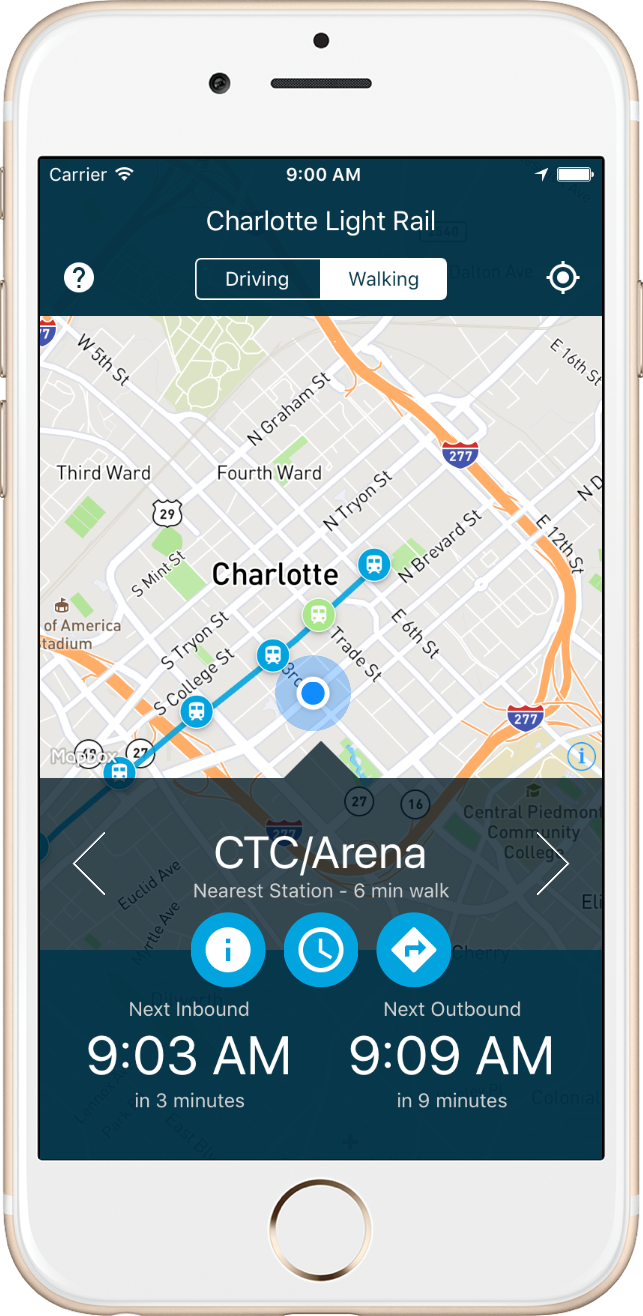 Carrier
9:00 AM
Charlotte Light Rail
Driving
Walking
Dalton Ave
W 5th St
E 16th St
N Graham St
277
Third Ward
Fourth Ward
29
N Tryon St
N D
N Brevard St
E 12th St
S Mint St
Charlotte
of America
tadium
S Tryon St
Trade St
E 6th St
S College St
277
Mapbox
27
27
16
277
Central Piedmont
Community
College
CTC/Arena
Nearest Station - 6 min walk
Euclid Ave
Eli
Myrtle Ave
Cherry
Next Inbound
Next Outbound
9:03 AM
9:09 AM
in 3 minutes
in 9 minutes
Colonial